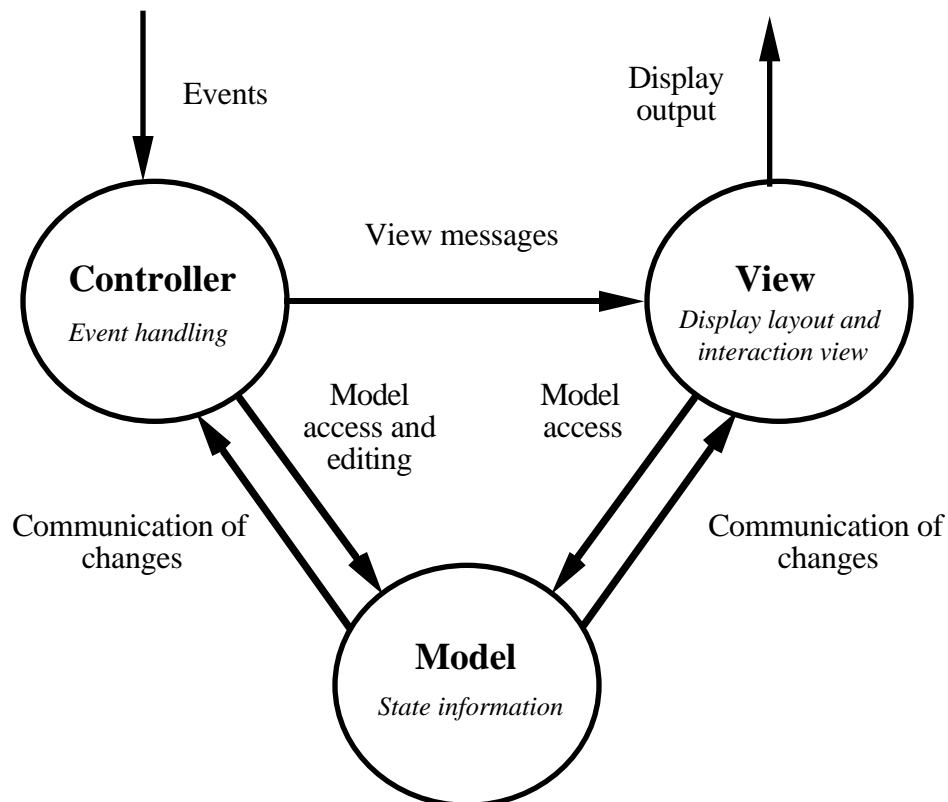 Events
Display
output
View messages
Controller
Event handling
View
Display layout and
interaction view
Model
access and
editing
Model
access
Communication of
changes
Communication of
changes
Model
State information